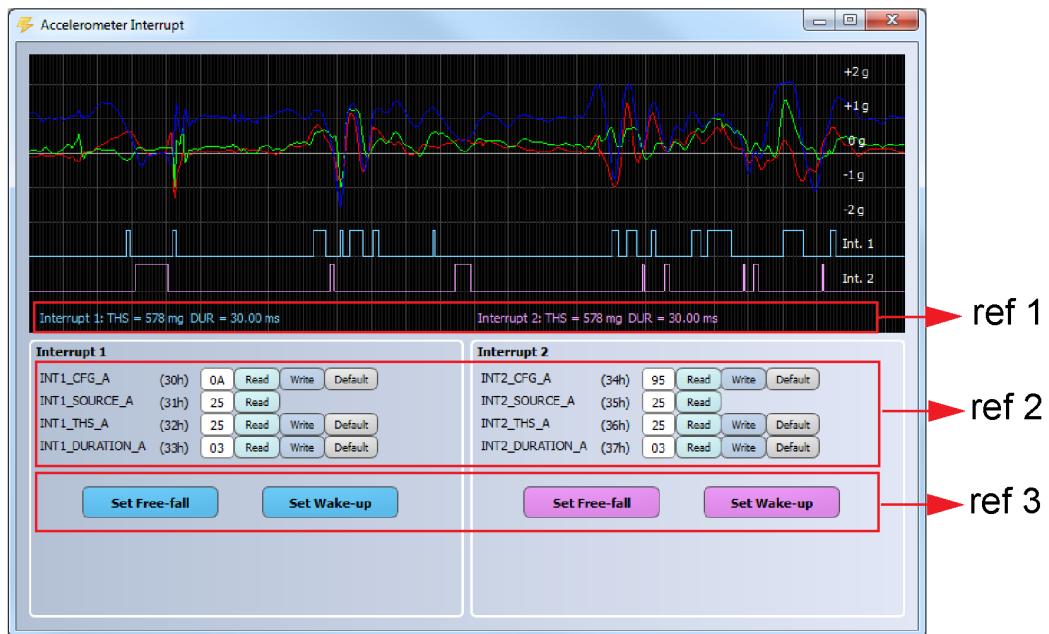 Accelerometer Interrupt
+2 g
+1 g
0 g
-1 g
-2 g
Int. 1
Int. 2
Interrupt 1: THS = 578 mg DUR = 30.00 ms Interrupt 2: THS = 578 mg DUR = 30.00 ms
ref 1
Interrupt 1
INT1_CFG_A (30h) 0A Read Write Default
INT1_SOURCE_A (31h) 25 Read
INT1_THS_A (32h) 25 Read Write Default
INT1_DURATION_A (33h) 03 Read Write Default
Set Free-fall Set Wake-up
Interrupt 2
INT2_CFG_A (34h) 95 Read Write Default
INT2_SOURCE_A (35h) 25 Read
INT2_THS_A (36h) 25 Read Write Default
INT2_DURATION_A (37h) 03 Read Write Default
Set Free-fall Set Wake-up
ref 2
ref 3